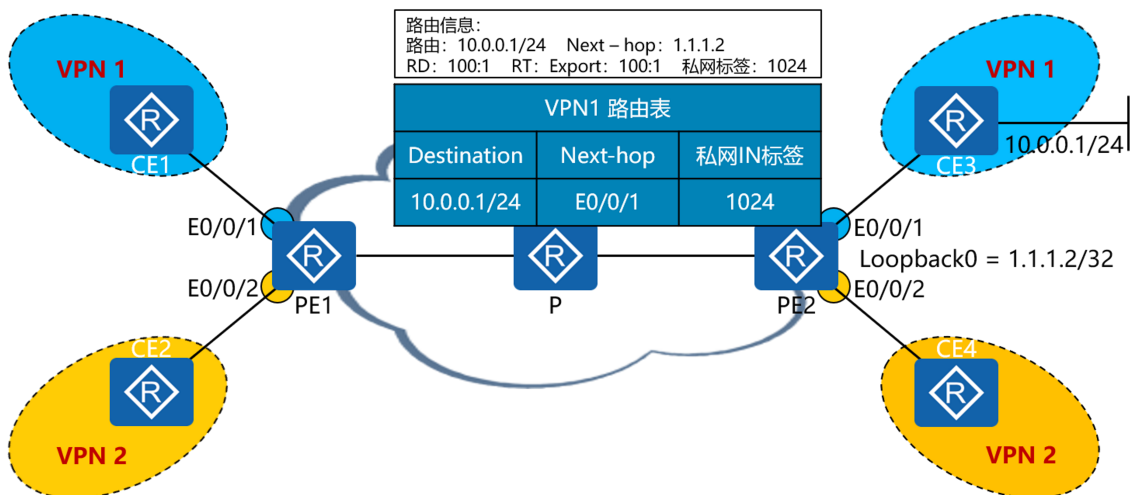 路由信息：
路由：10.0.0.1/24 Next – hop：1.1.1.2
RD：100:1 RT：Export：100:1 私网标签：1024
VPN1 路由表
Destination Next-hop 私网IN标签
10.0.0.1/24 E0/0/1 1024
VPN 1
R
CE1
E0/0/1
E0/0/2
R
PE1
CE2
R
VPN 2
R
P
VPN 1
R
CE3
10.0.0.1/24
E0/0/1
Loopback0 = 1.1.1.2/32
R
PE2
E0/0/2
CE4
R
VPN 2